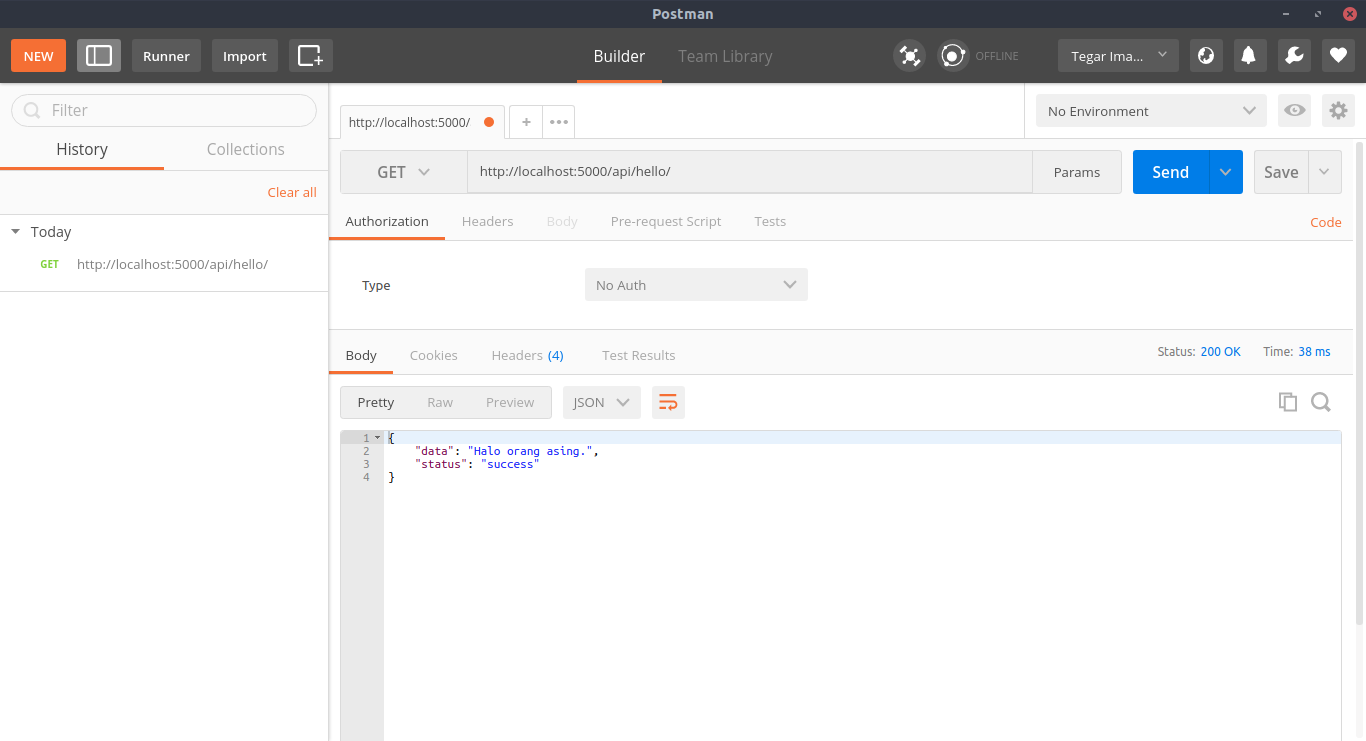 Postman
NEW Runner Import Builder Team Library OFFLINE Tegar Ima...
Filter
History Collections
Clear all
Today
GET http://localhost:5000/api/hello/
http://localhost:5000/ + ••• No Environment
GET http://localhost:5000/api/hello/ Params Send Save
Authorization Headers Body Pre-request Script Tests Code
Type No Auth
Body Cookies Headers (4) Test Results Status: 200 OK Time: 38 ms
Pretty Raw Preview JSON
1 {
2 "data": "Halo orang asing.",
3 "status": "success"
4 }